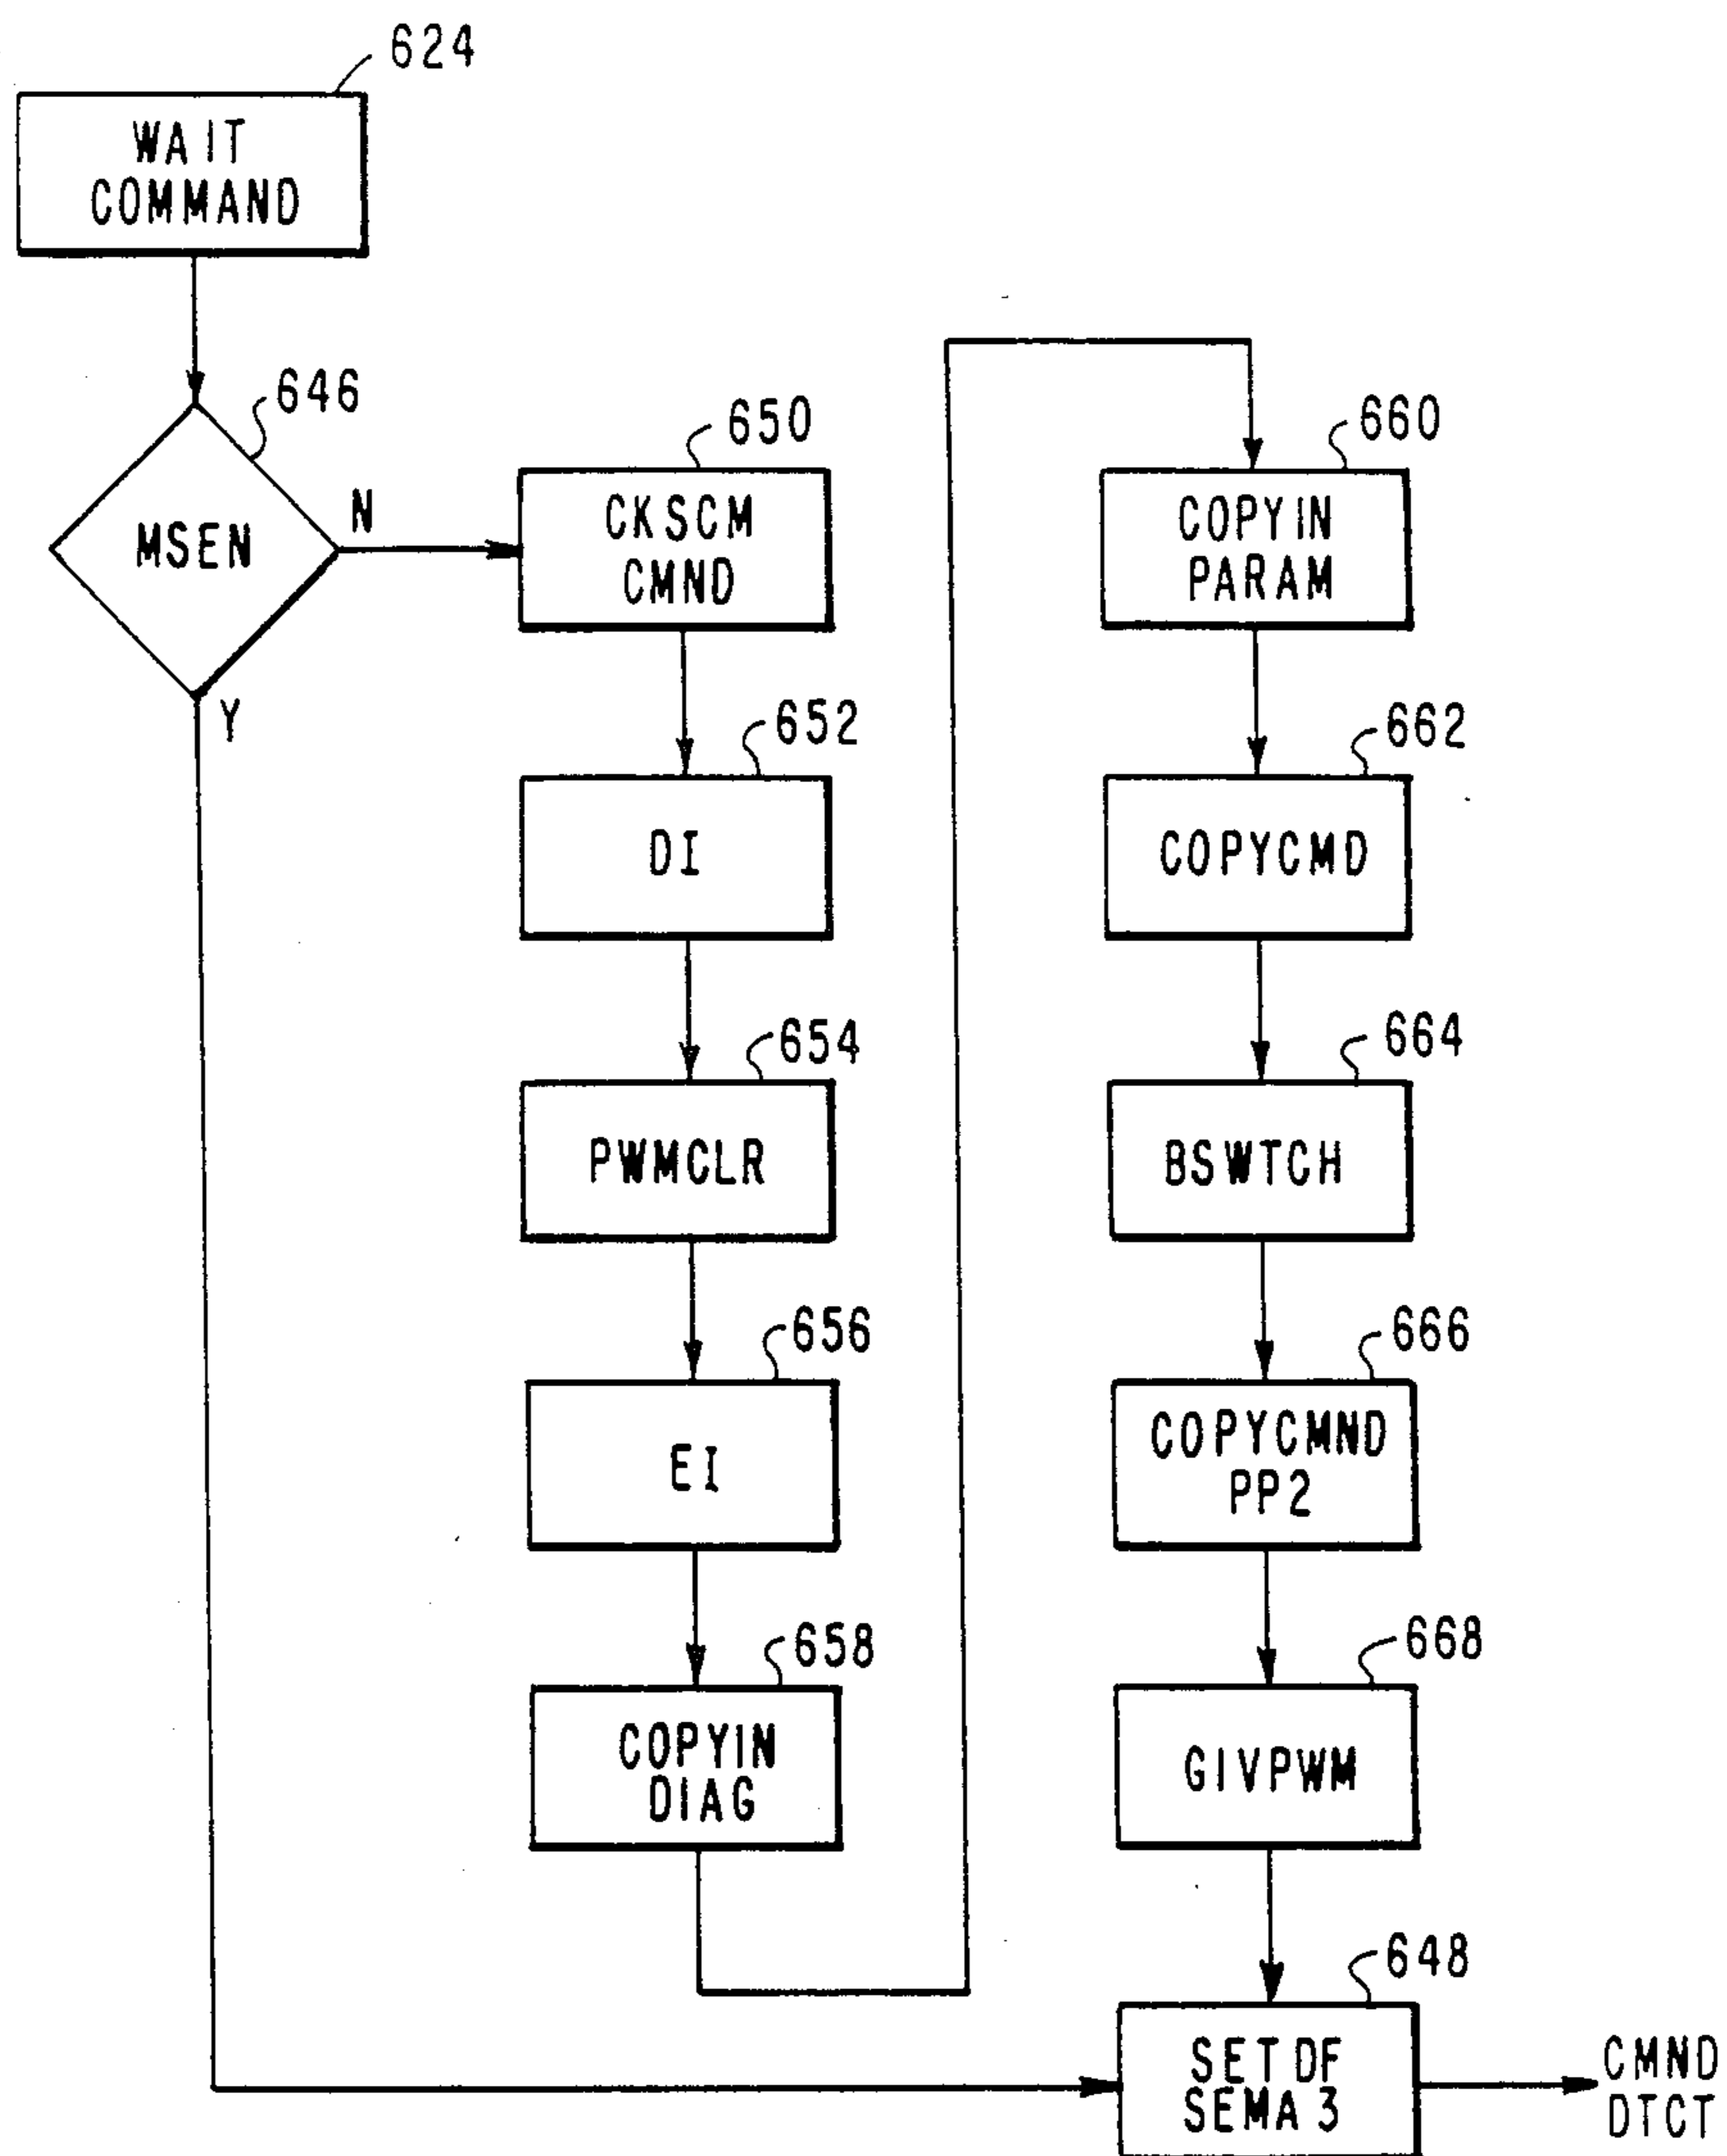 624
WAIT
COMMAND
646
MSEN
N
Y
650
CKSCM
CMND
652
DI
654
PWMCLR
656
EI
658
COPYIN
DIAG
660
COPYIN
PARAM
662
COPYCMD
664
BSWTCH
666
COPYCMND
PP2
668
GIVPWM
648
SET DF
SEMA 3
CMND
DTCT